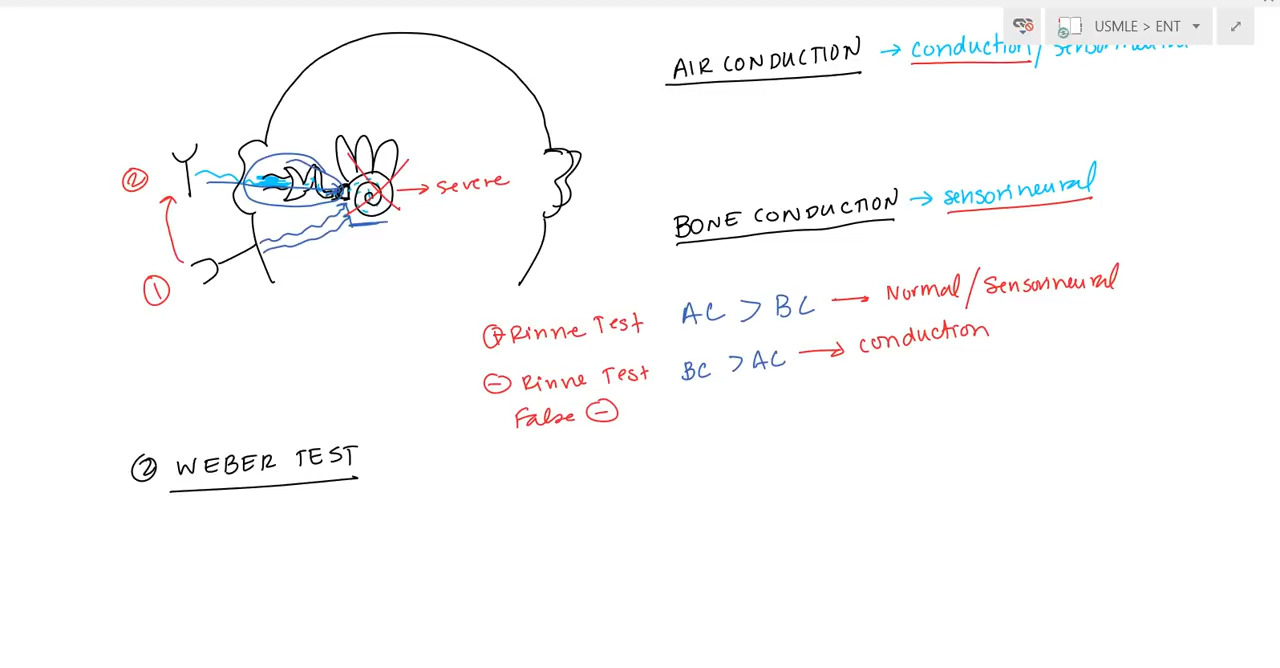 USMLE > ENT
AIR CONDUCTION → conduction/sensorineural
② → severe
BONE CONDUCTION → sensorineural
①
⊕ Rinne Test AC > BC → Normal/Sensorineural
⊖ Rinne Test BC > AC → conduction
False ⊖
② WEBER TEST